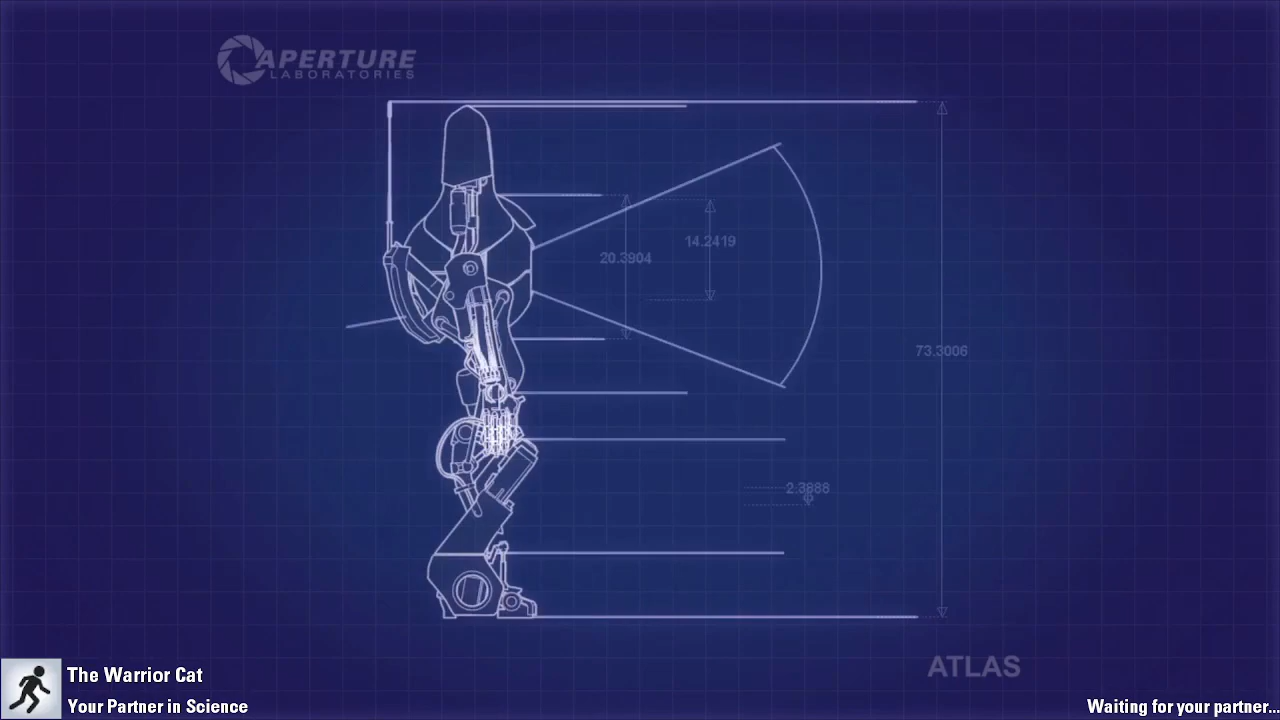 APERTURE
LABORATORIES
14.2419
20.3904
73.3006
2.3888
ATLAS
The Warrior Cat
Your Partner in Science
Waiting for your partner...